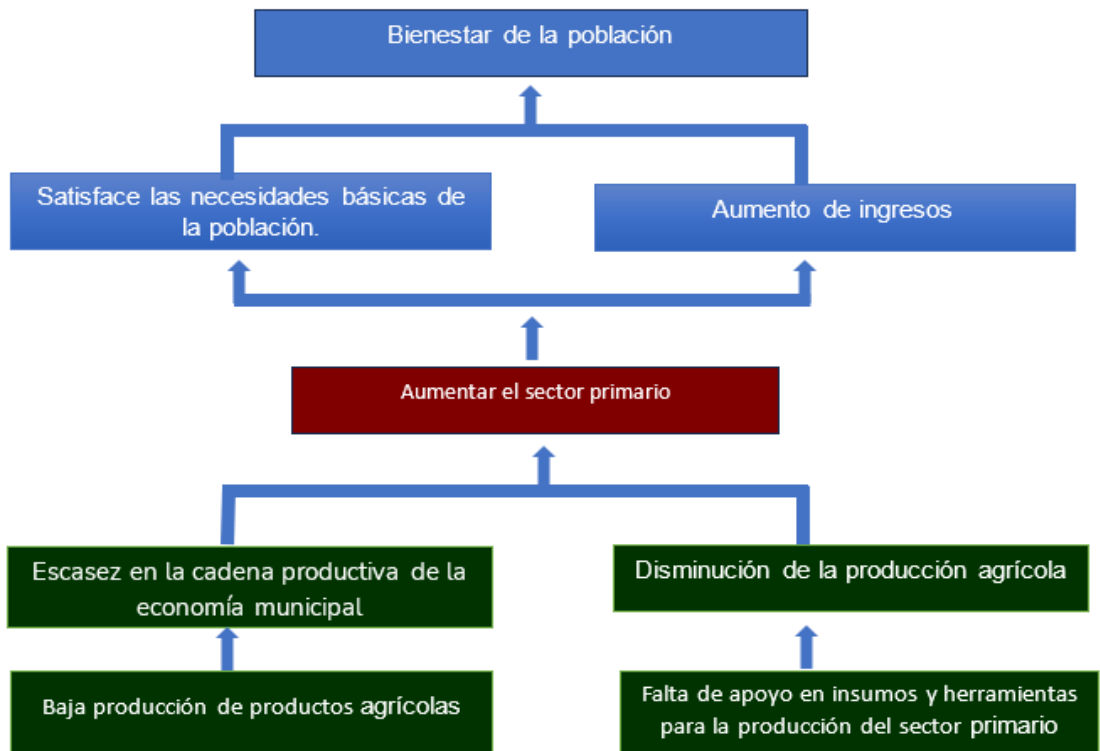 Bienestar de la población
Satisface las necesidades básicas de
la población.
Aumento de ingresos
Aumentar el sector primario
Escasez en la cadena productiva de la
economía municipal
Disminución de la producción agrícola
Baja producción de productos agrícolas
Falta de apoyo en insumos y herramientas
para la producción del sector primario